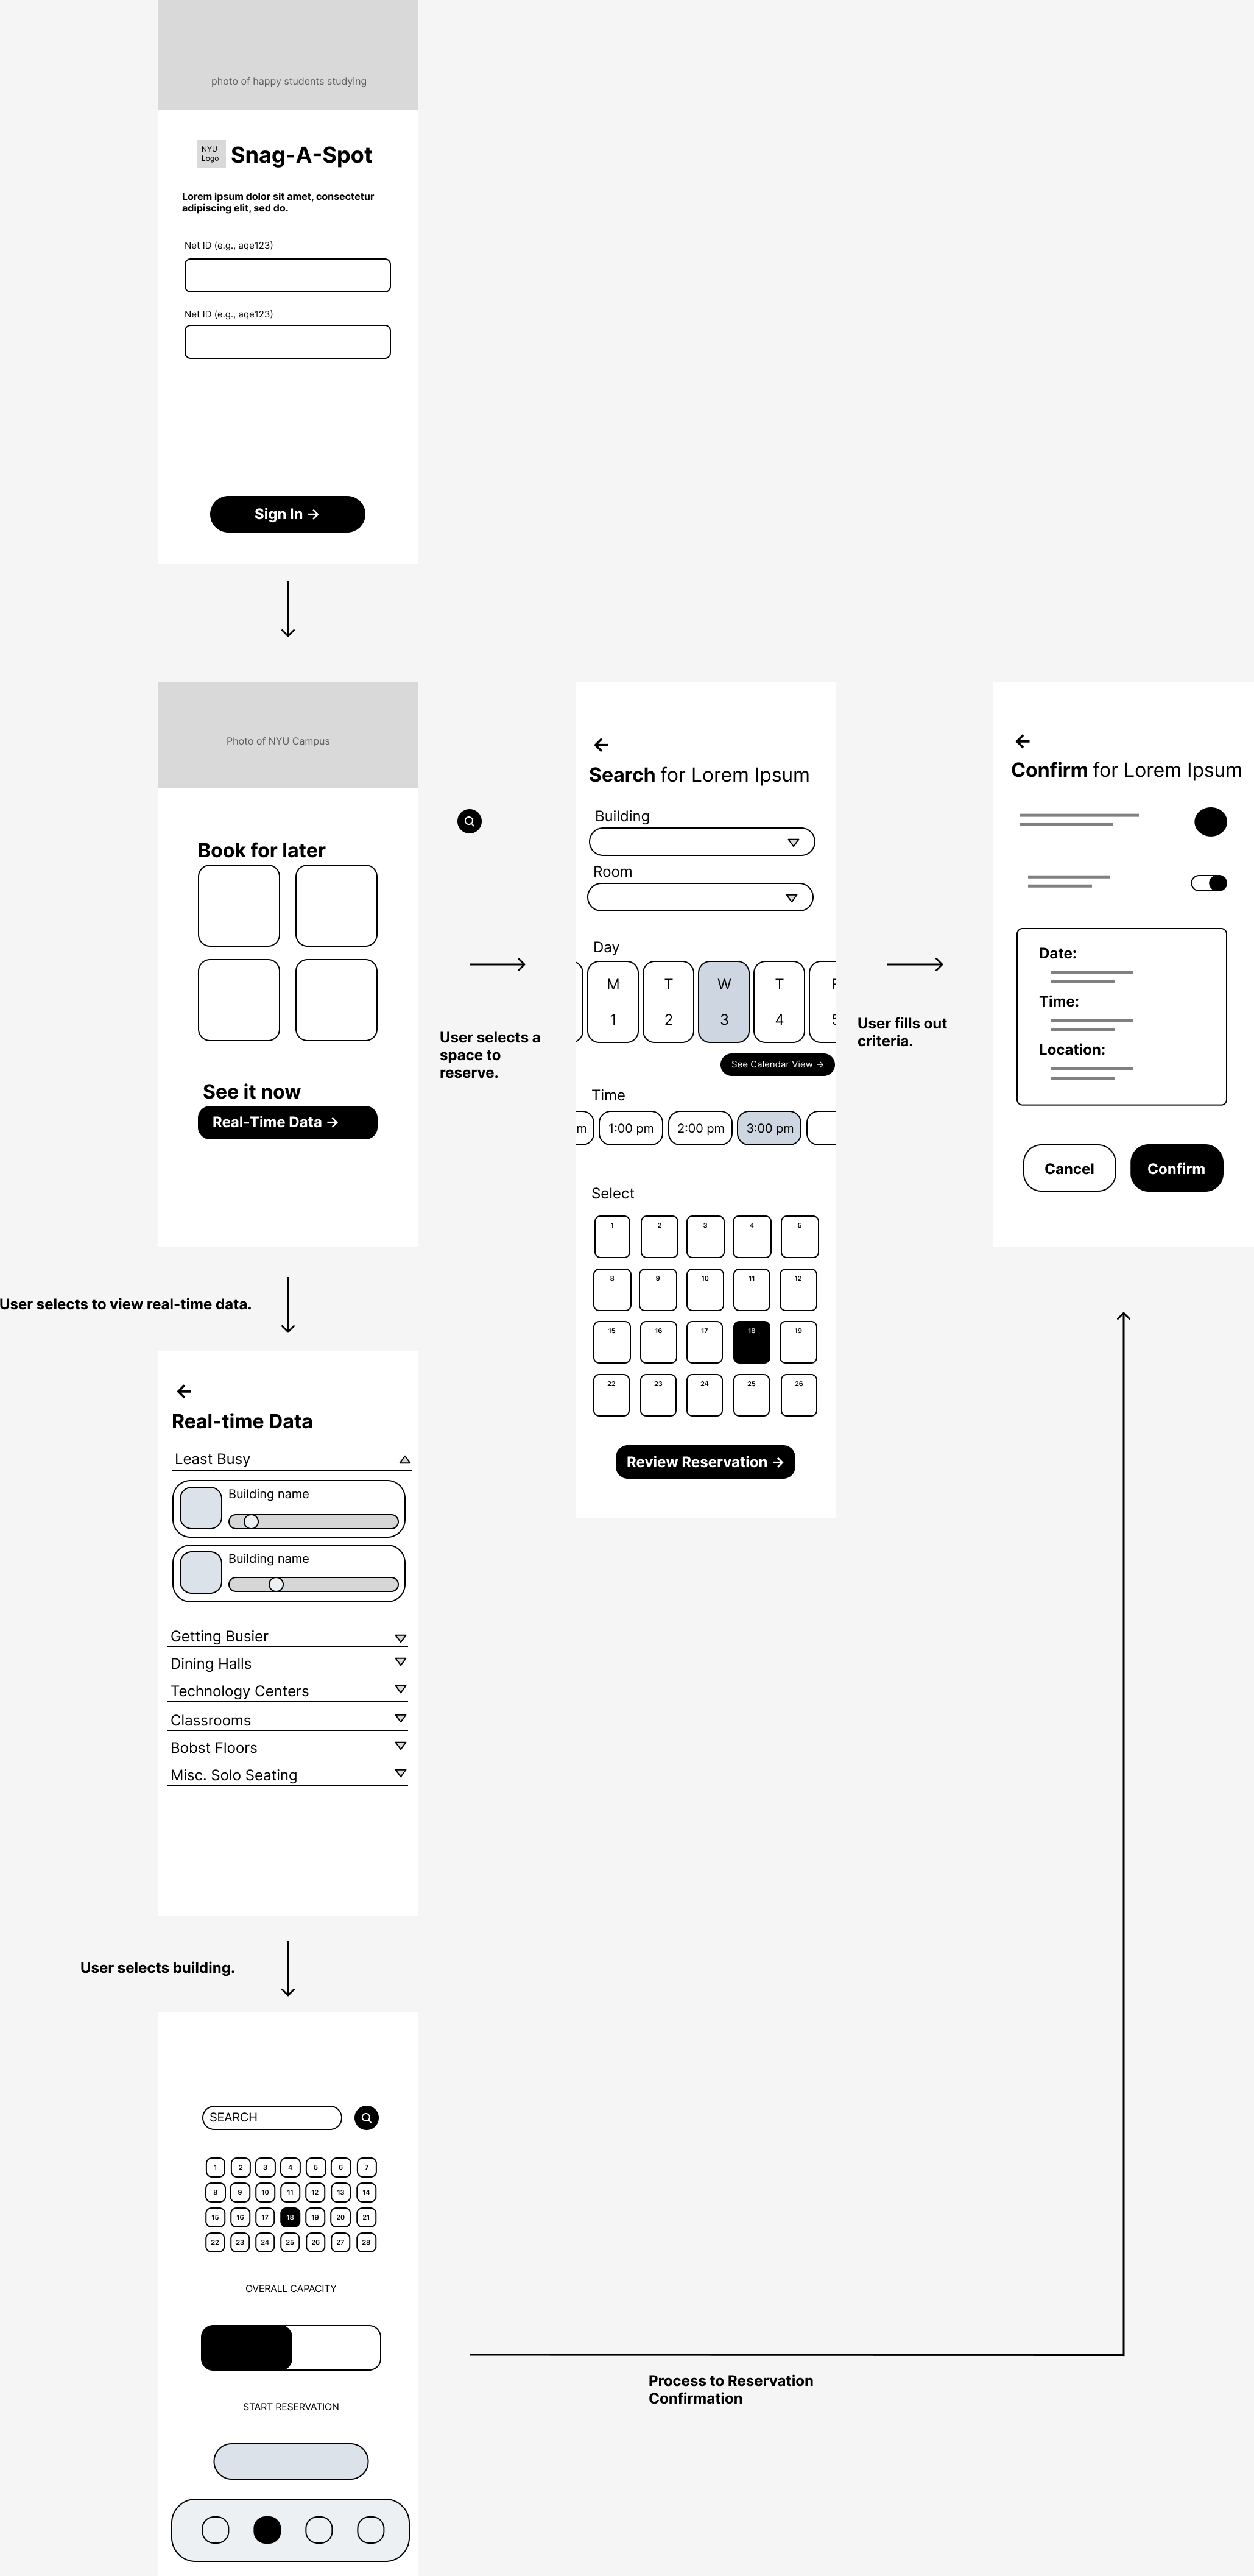 photo of happy students studying
NYU
Logo
Snag-A-Spot
Lorem ipsum dolor sit amet, consectetur
adipiscing elit, sed do.
Net ID (e.g., aqe123)
Net ID (e.g., aqe123)
Sign In →
Photo of NYU Campus
Book for later
See it now
Real-Time Data →
User selects a
space to
reserve.
←
Search for Lorem Ipsum
Building
Room
Day
M T W T F
1 2 3 4 5
See Calendar View →
Time
m 1:00 pm 2:00 pm 3:00 pm
Select
1 2 3 4 5
8 9 10 11 12
15 16 17 18 19
22 23 24 25 26
Review Reservation →
User fills out
criteria.
←
Confirm for Lorem Ipsum
Date:
Time:
Location:
Cancel Confirm
User selects to view real-time data.
←
Real-time Data
Least Busy
Building name
Building name
Getting Busier
Dining Halls
Technology Centers
Classrooms
Bobst Floors
Misc. Solo Seating
User selects building.
SEARCH
1 2 3 4 5 6 7
8 9 10 11 12 13 14
15 16 17 18 19 20 21
22 23 24 25 26 27 28
OVERALL CAPACITY
START RESERVATION
Process to Reservation
Confirmation